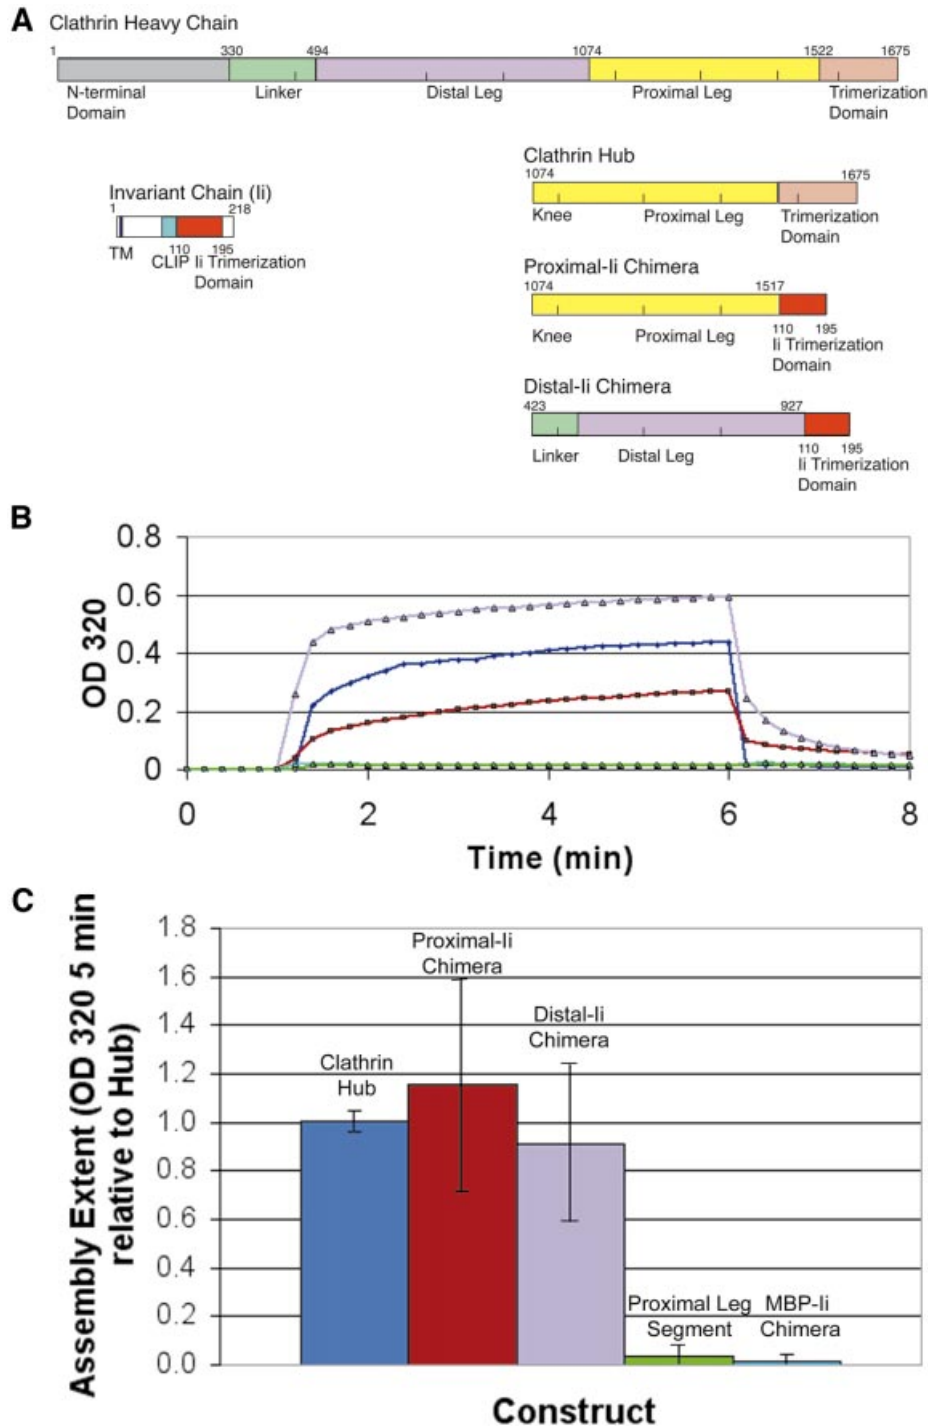 A
Clathrin Heavy Chain
1 330 494 1074 1522 1675
N-terminal Linker Distal Leg Proximal Leg Trimerization
Domain Domain
Invariant Chain (Ii)
1 218
TM 110 195
CLIP Ii Trimerization
Domain
Clathrin Hub
1074 1675
Knee Proximal Leg Trimerization
Domain
Proximal-Ii Chimera
1074 1517
110 195
Knee Proximal Leg Ii Trimerization
Domain
Distal-Ii Chimera
423 927
110 195
Linker Distal Leg Ii Trimerization
Domain
B
OD 320
0.8
0.6
0.4
0.2
0
0 2 4 6 8
Time (min)
C
Assembly Extent (OD 320 5 min
relative to Hub)
1.8
1.6
1.4
1.2
1.0
0.8
0.6
0.4
0.2
0.0
Clathrin
Hub
Proximal-Ii
Chimera
Distal-Ii
Chimera
Proximal Leg
Segment
MBP-Ii
Chimera
Construct